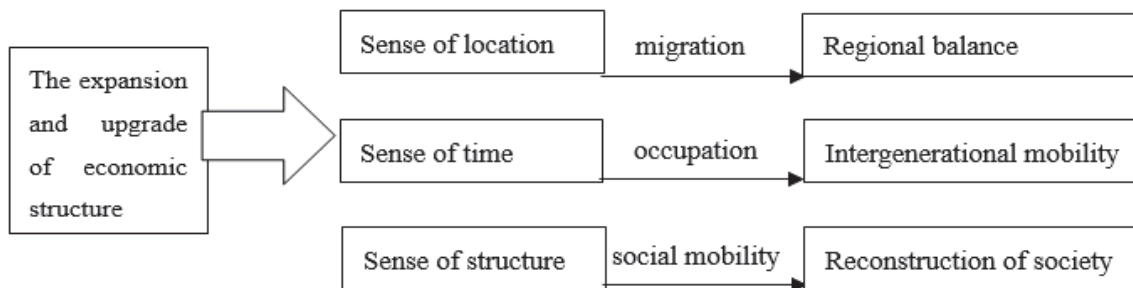 The expansion
and upgrade
of economic
structure
Sense of location
migration
Regional balance
Sense of time
occupation
Intergenerational mobility
Sense of structure
social mobility
Reconstruction of society